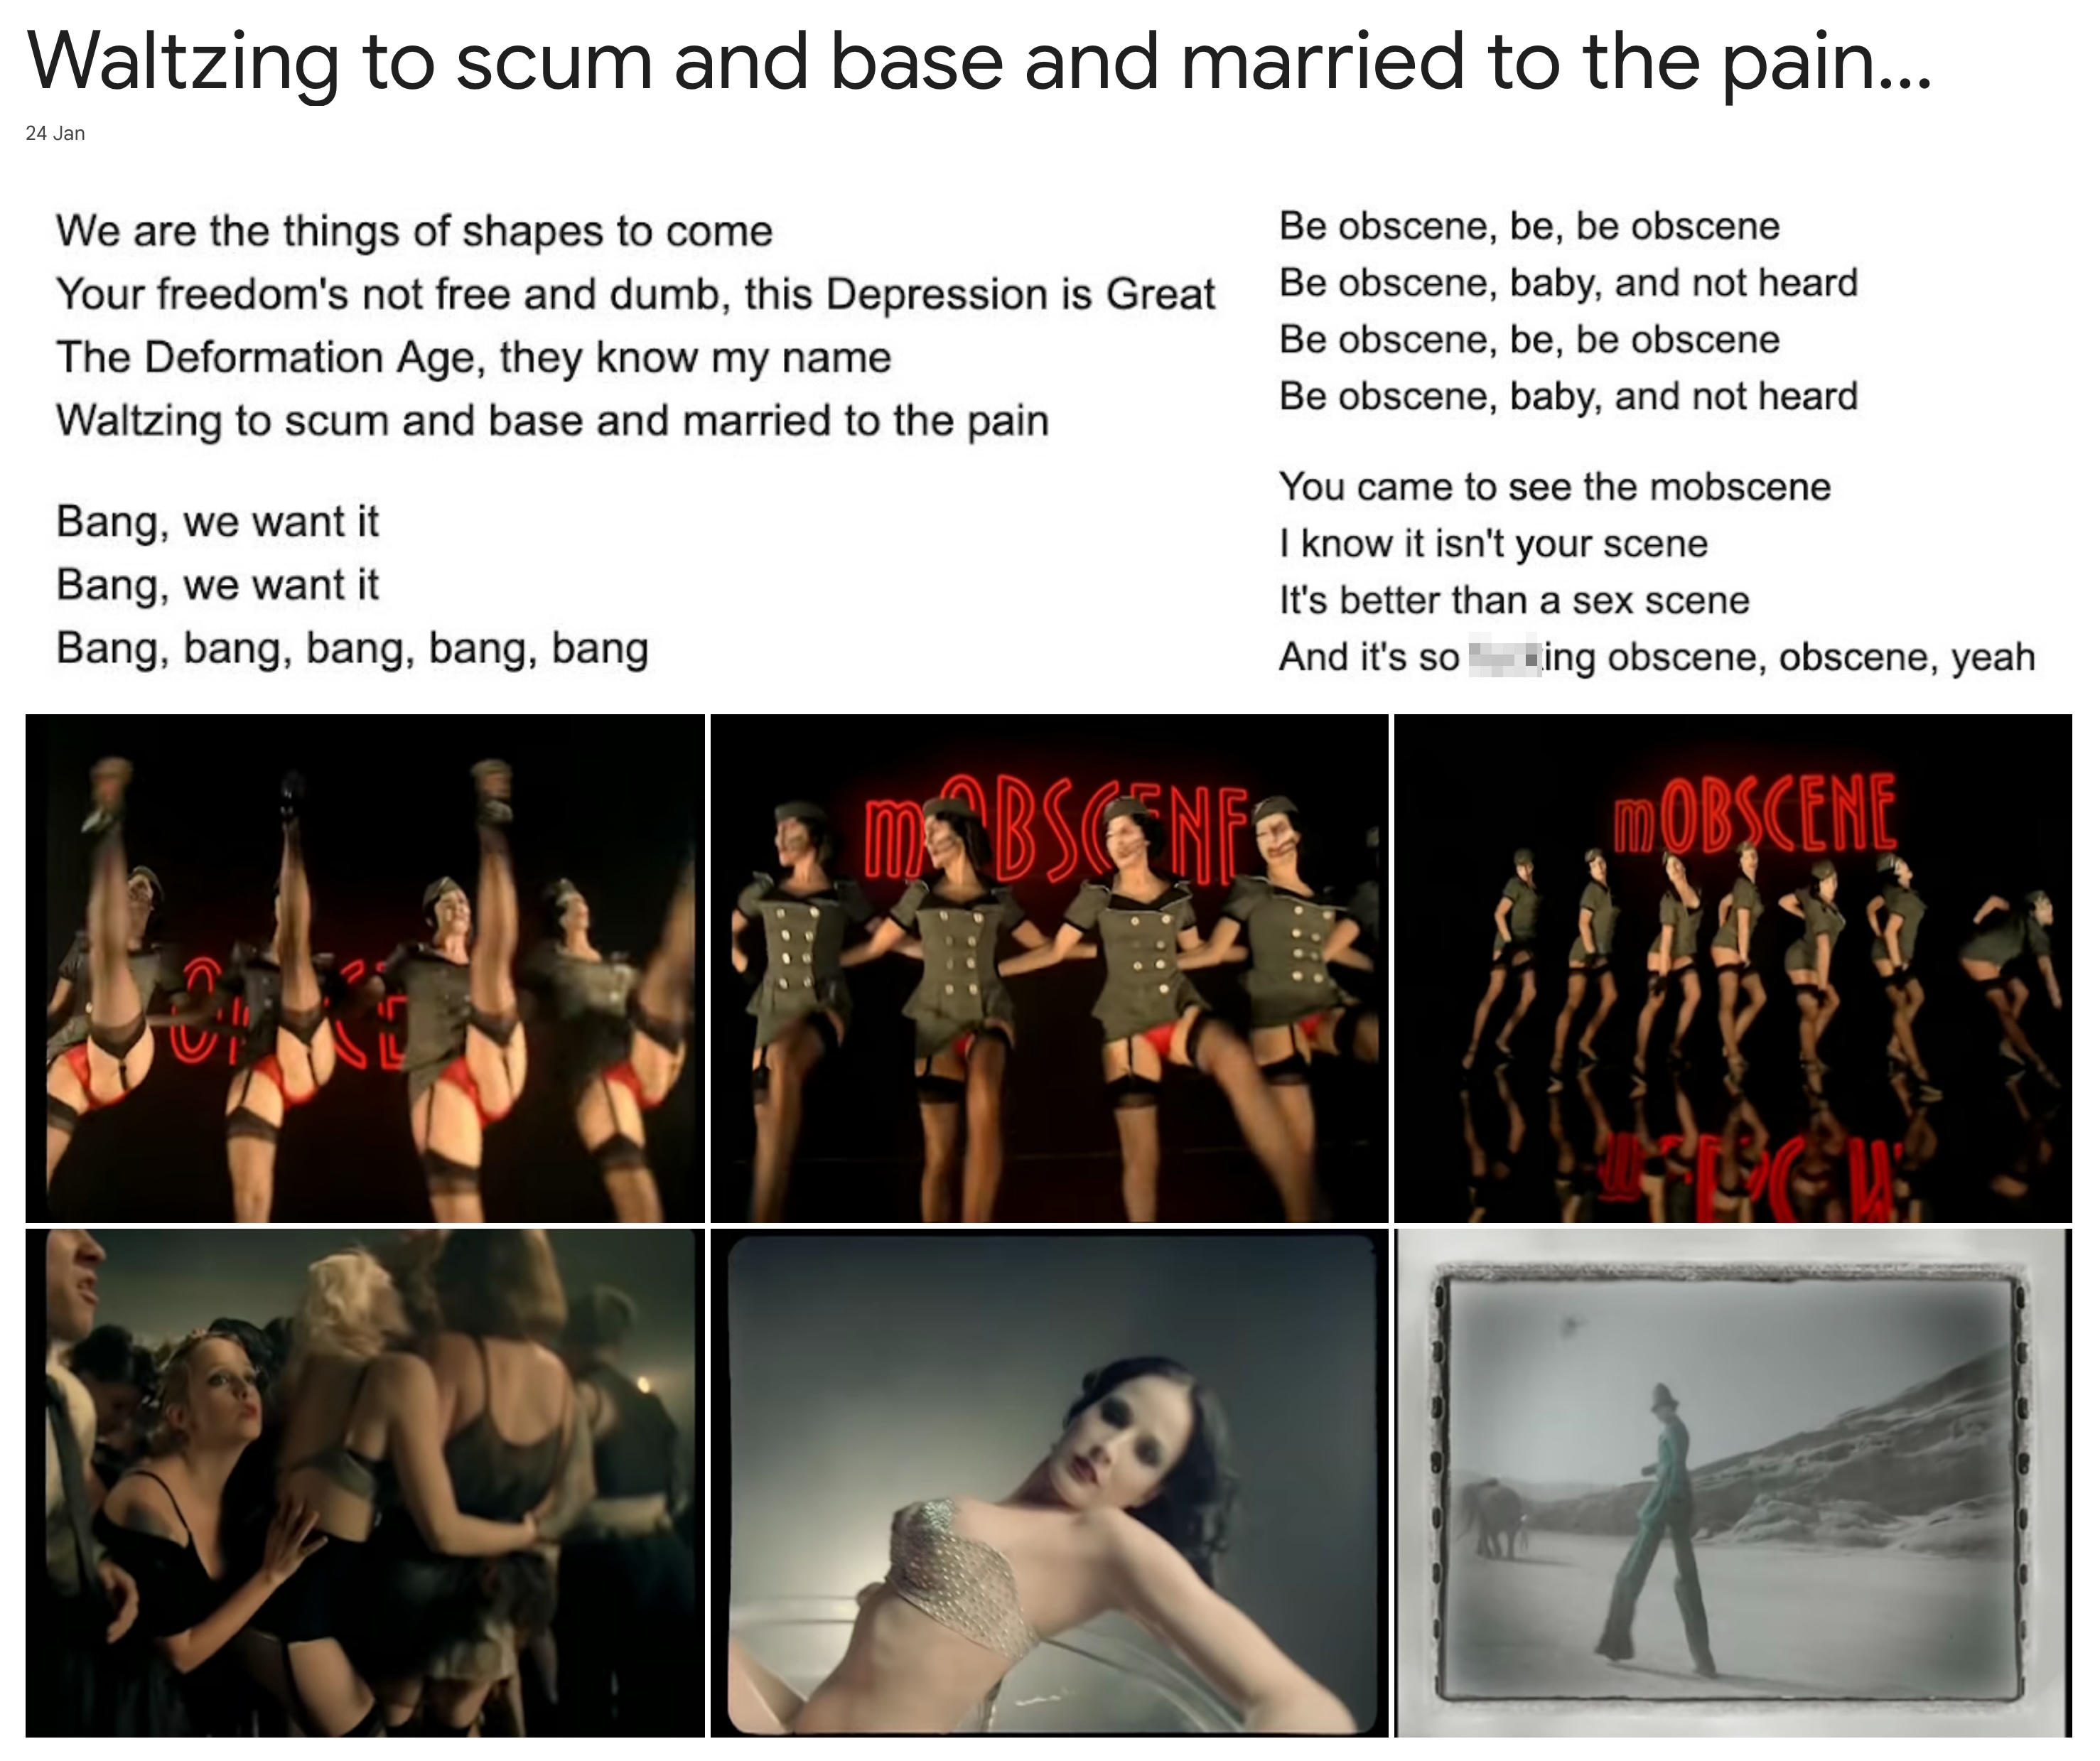 Waltzing to scum and base and married to the pain...
24 Jan
We are the things of shapes to come
Your freedom's not free and dumb, this Depression is Great
The Deformation Age, they know my name
Waltzing to scum and base and married to the pain
Bang, we want it
Bang, we want it
Bang, bang, bang, bang, bang
Be obscene, be, be obscene
Be obscene, baby, and not heard
Be obscene, be, be obscene
Be obscene, baby, and not heard
You came to see the mobscene
I know it isn't your scene
It's better than a sex scene
And it's so ing obscene, obscene, yeah
mOBSCENE
mOBSCENE